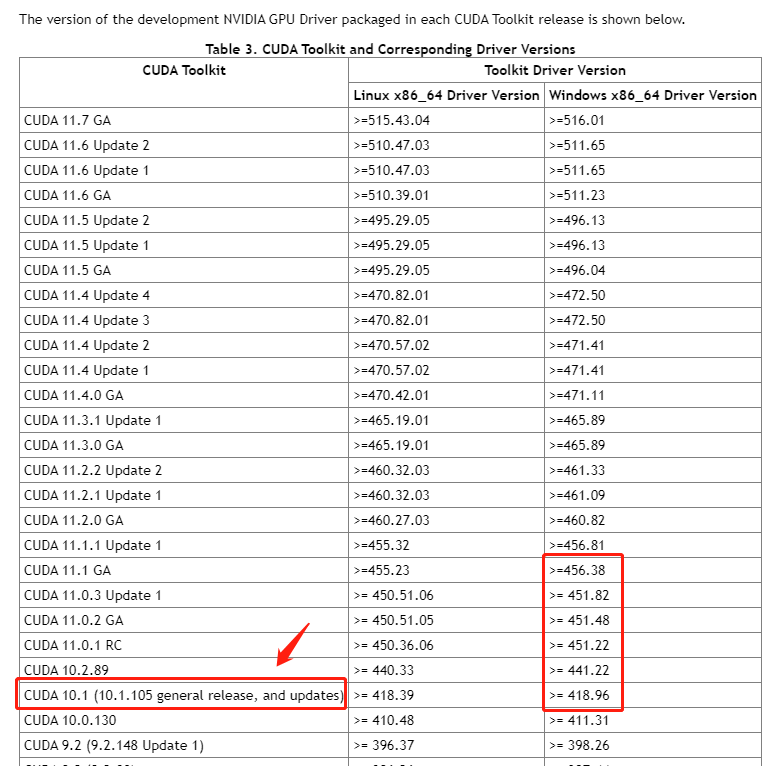 The version of the development NVIDIA GPU Driver packaged in each CUDA Toolkit release is shown below.
Table 3. CUDA Toolkit and Corresponding Driver Versions
CUDA Toolkit Toolkit Driver Version
Linux x86_64 Driver Version Windows x86_64 Driver Version
CUDA 11.7 GA >=515.43.04 >=516.01
CUDA 11.6 Update 2 >=510.47.03 >=511.65
CUDA 11.6 Update 1 >=510.47.03 >=511.65
CUDA 11.6 GA >=510.39.01 >=511.23
CUDA 11.5 Update 2 >=495.29.05 >=496.13
CUDA 11.5 Update 1 >=495.29.05 >=496.13
CUDA 11.5 GA >=495.29.05 >=496.04
CUDA 11.4 Update 4 >=470.82.01 >=472.50
CUDA 11.4 Update 3 >=470.82.01 >=472.50
CUDA 11.4 Update 2 >=470.57.02 >=471.41
CUDA 11.4 Update 1 >=470.57.02 >=471.41
CUDA 11.4.0 GA >=470.42.01 >=471.11
CUDA 11.3.1 Update 1 >=465.19.01 >=465.89
CUDA 11.3.0 GA >=465.19.01 >=465.89
CUDA 11.2.2 Update 2 >=460.32.03 >=461.33
CUDA 11.2.1 Update 1 >=460.32.03 >=461.09
CUDA 11.2.0 GA >=460.27.03 >=460.82
CUDA 11.1.1 Update 1 >=455.32 >=456.81
CUDA 11.1 GA >=455.23 >=456.38
CUDA 11.0.3 Update 1 >= 450.51.06 >= 451.82
CUDA 11.0.2 GA >= 450.51.05 >= 451.48
CUDA 11.0.1 RC >= 450.36.06 >= 451.22
CUDA 10.2.89 >= 440.33 >= 441.22
CUDA 10.1 (10.1.105 general release, and updates) >= 418.39 >= 418.96
CUDA 10.0.130 >= 410.48 >= 411.31
CUDA 9.2 (9.2.148 Update 1) >= 396.37 >= 398.26